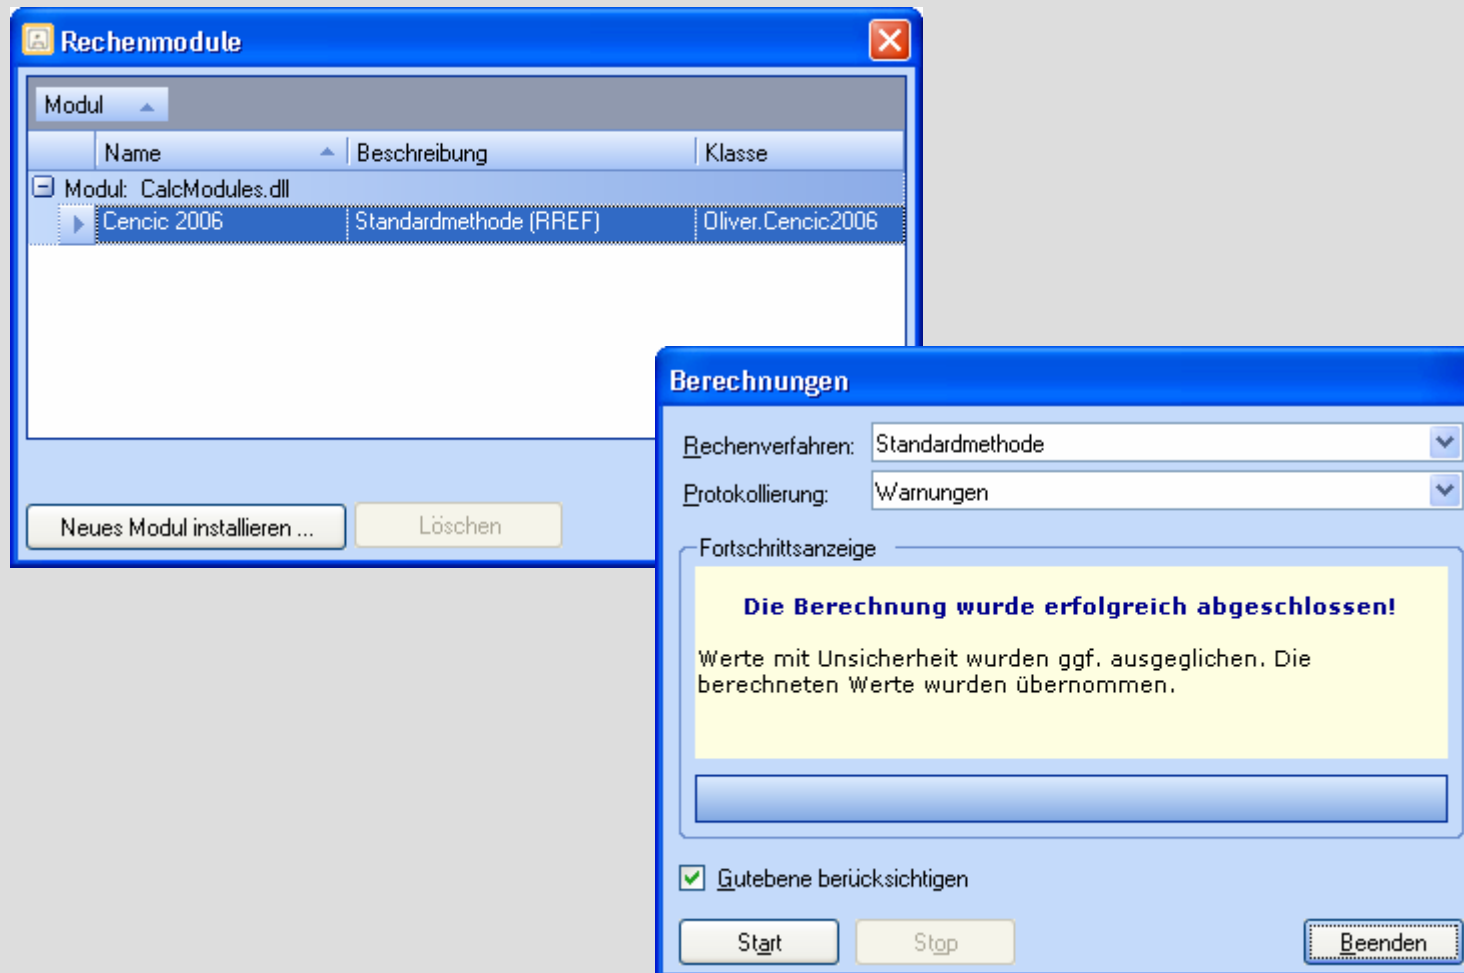 Rechenmodule
Modul
Name Beschreibung Klasse
Modul: CalcModules.dll
Cencic 2006 Standardmethode (RREF) Oliver.Cencic2006
Neues Modul installieren ... Löschen
Berechnungen
Rechenverfahren: Standardmethode
Protokollierung: Warnungen
Fortschrittsanzeige
Die Berechnung wurde erfolgreich abgeschlossen!
Werte mit Unsicherheit wurden ggf. ausgeglichen. Die
berechneten Werte wurden übernommen.
Gutebene berücksichtigen
Start Stop Beenden